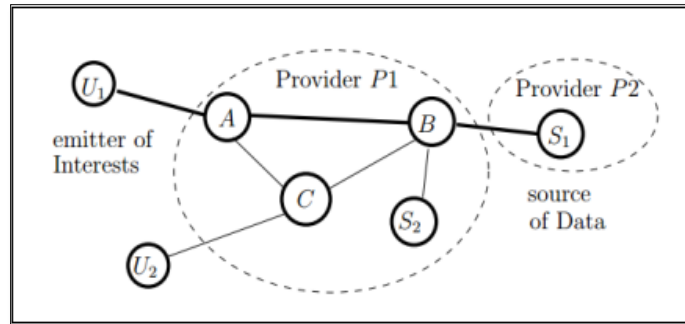 Provider P1
Provider P2
U1
A
B
S1
emitter of
Interests
C
S2
source
of Data
U2